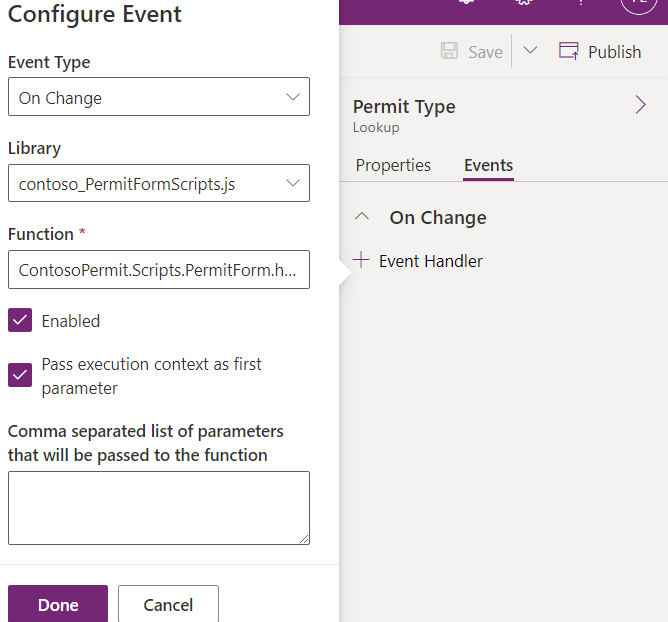 Configure Event
Event Type
On Change
Library
contoso_PermitFormScripts.js
Function *
ContosoPermit.Scripts.PermitForm.h...
Enabled
Pass execution context as first
parameter
Comma separated list of parameters
that will be passed to the function
Done Cancel
Save Publish
Permit Type
Lookup
Properties Events
On Change
Event Handler